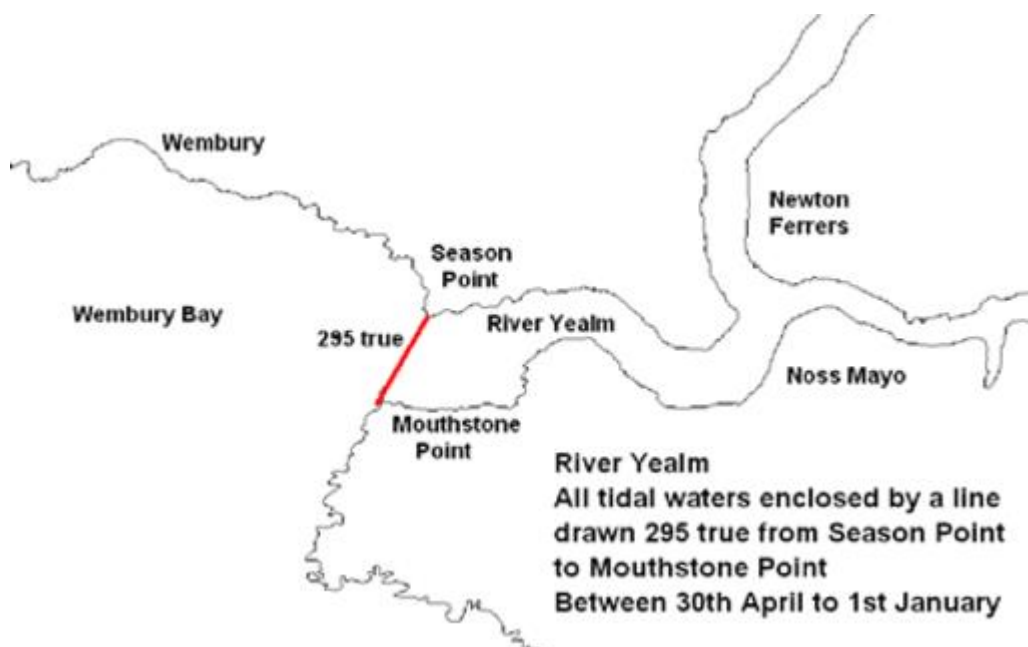 Wembury
Newton
Ferrers
Season
Point
Wembury Bay
River Yealm
295 true
Noss Mayo
Mouthstone
Point
River Yealm
All tidal waters enclosed by a line
drawn 295 true from Season Point
to Mouthstone Point
Between 30th April to 1st January